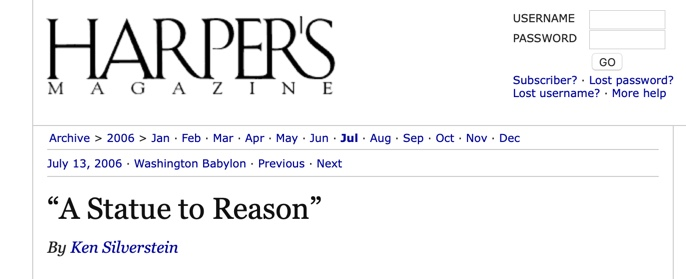 HARPER'S
MAGAZINE
USERNAME
PASSWORD
GO
Subscriber? · Lost password?
Lost username? · More help
Archive > 2006 > Jan · Feb · Mar · Apr · May · Jun · Jul · Aug · Sep · Oct · Nov · Dec
July 13, 2006 · Washington Babylon · Previous · Next
“A Statue to Reason”
By Ken Silverstein